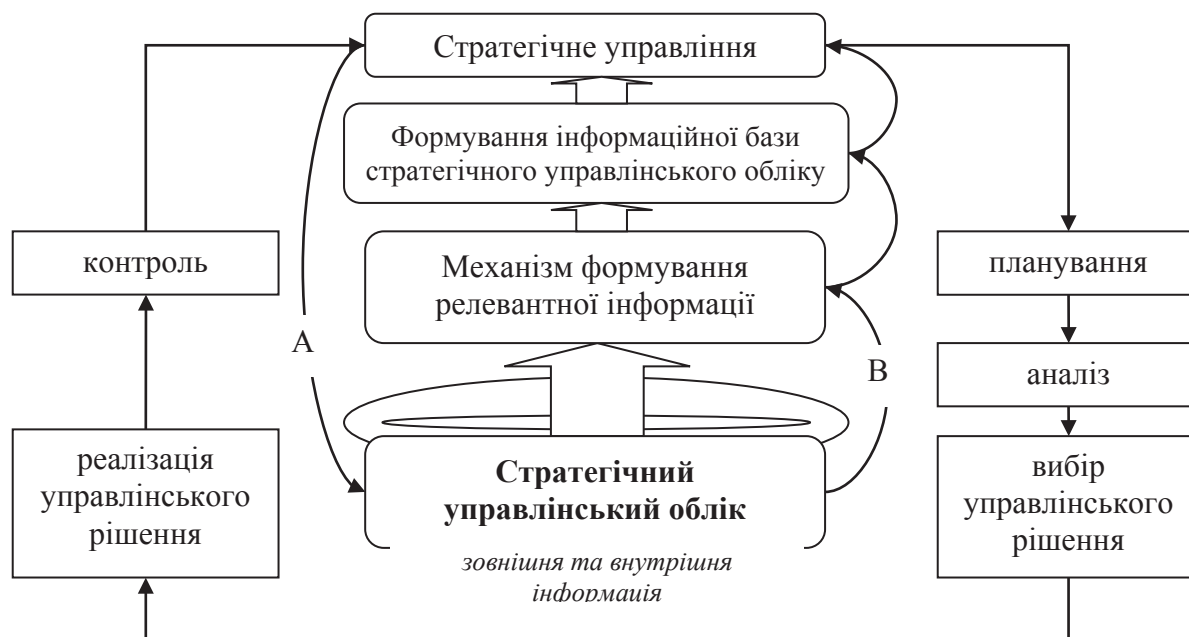 Стратегічне управління
Формування інформаційної бази
стратегічного управлінського обліку
контроль
Механізм формування
релевантної інформації
планування
А
В
аналіз
реалізація
управлінського
рішення
Стратегічний
управлінський облік
зовнішня та внутрішня
інформація
вибір
управлінського
рішення